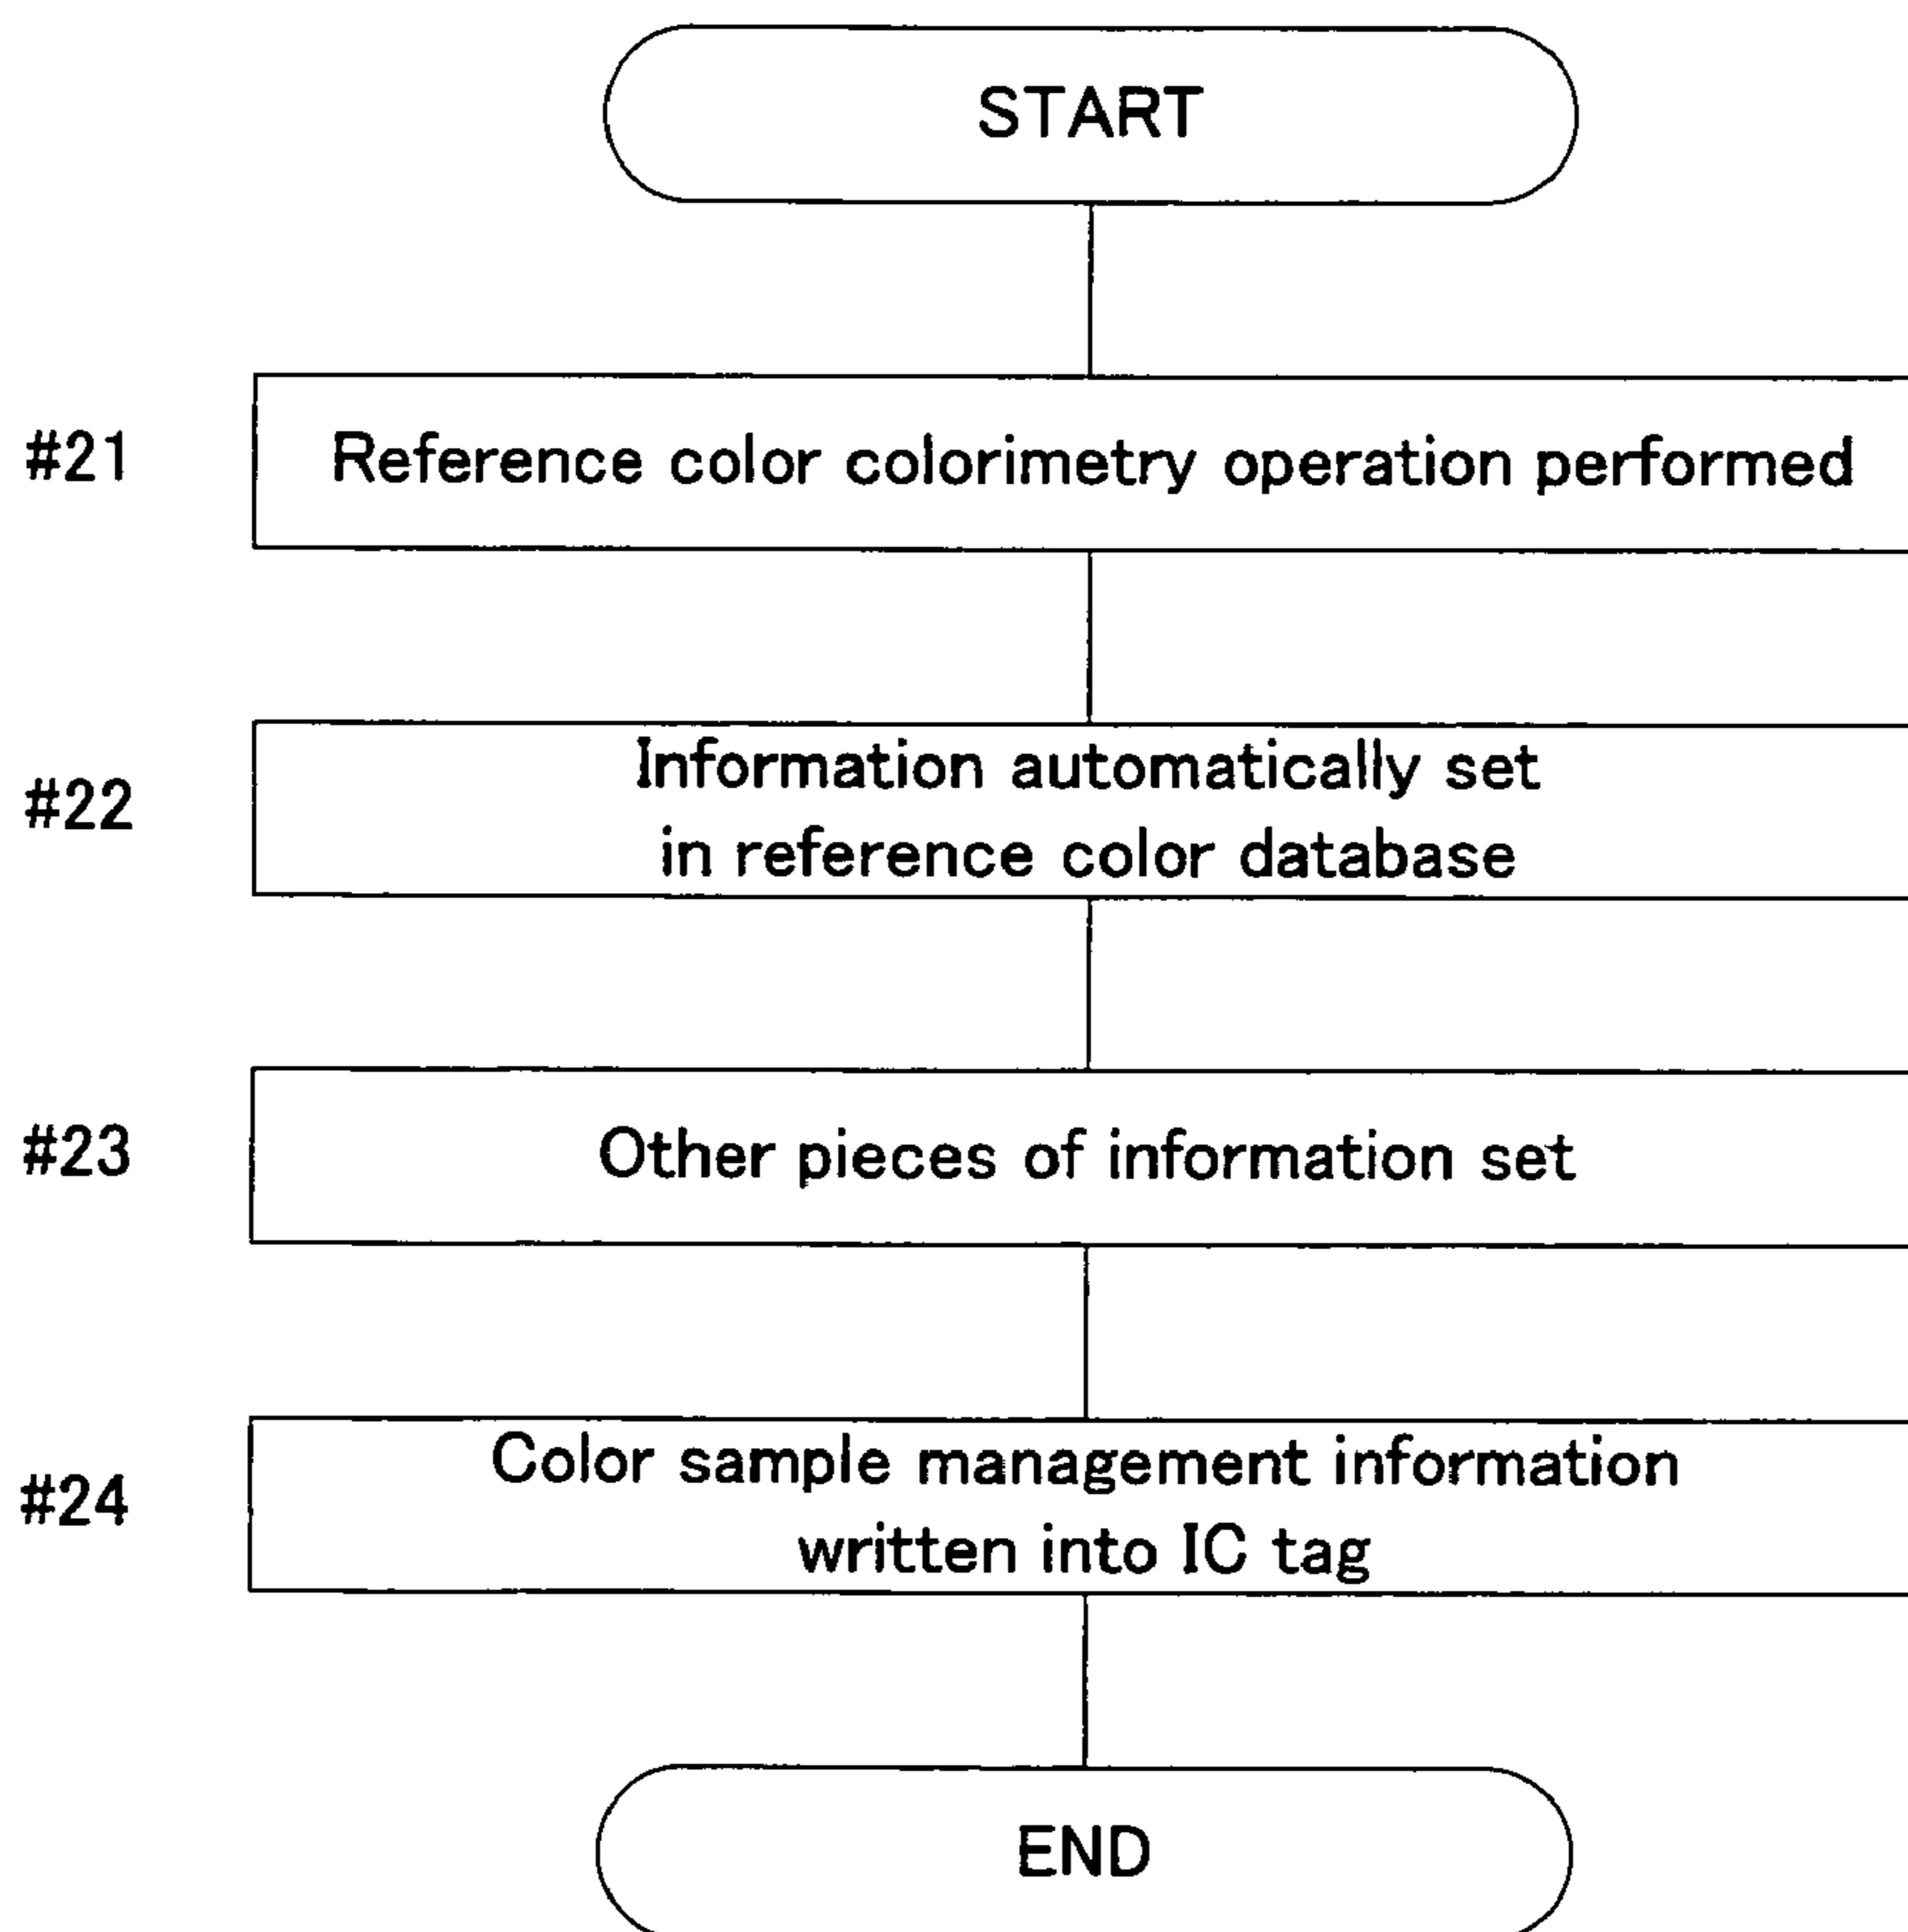 START
#21
Reference color colorimetry operation performed
#22
Information automatically set
in reference color database
#23
Other pieces of information set
#24
Color sample management information
written into IC tag
END